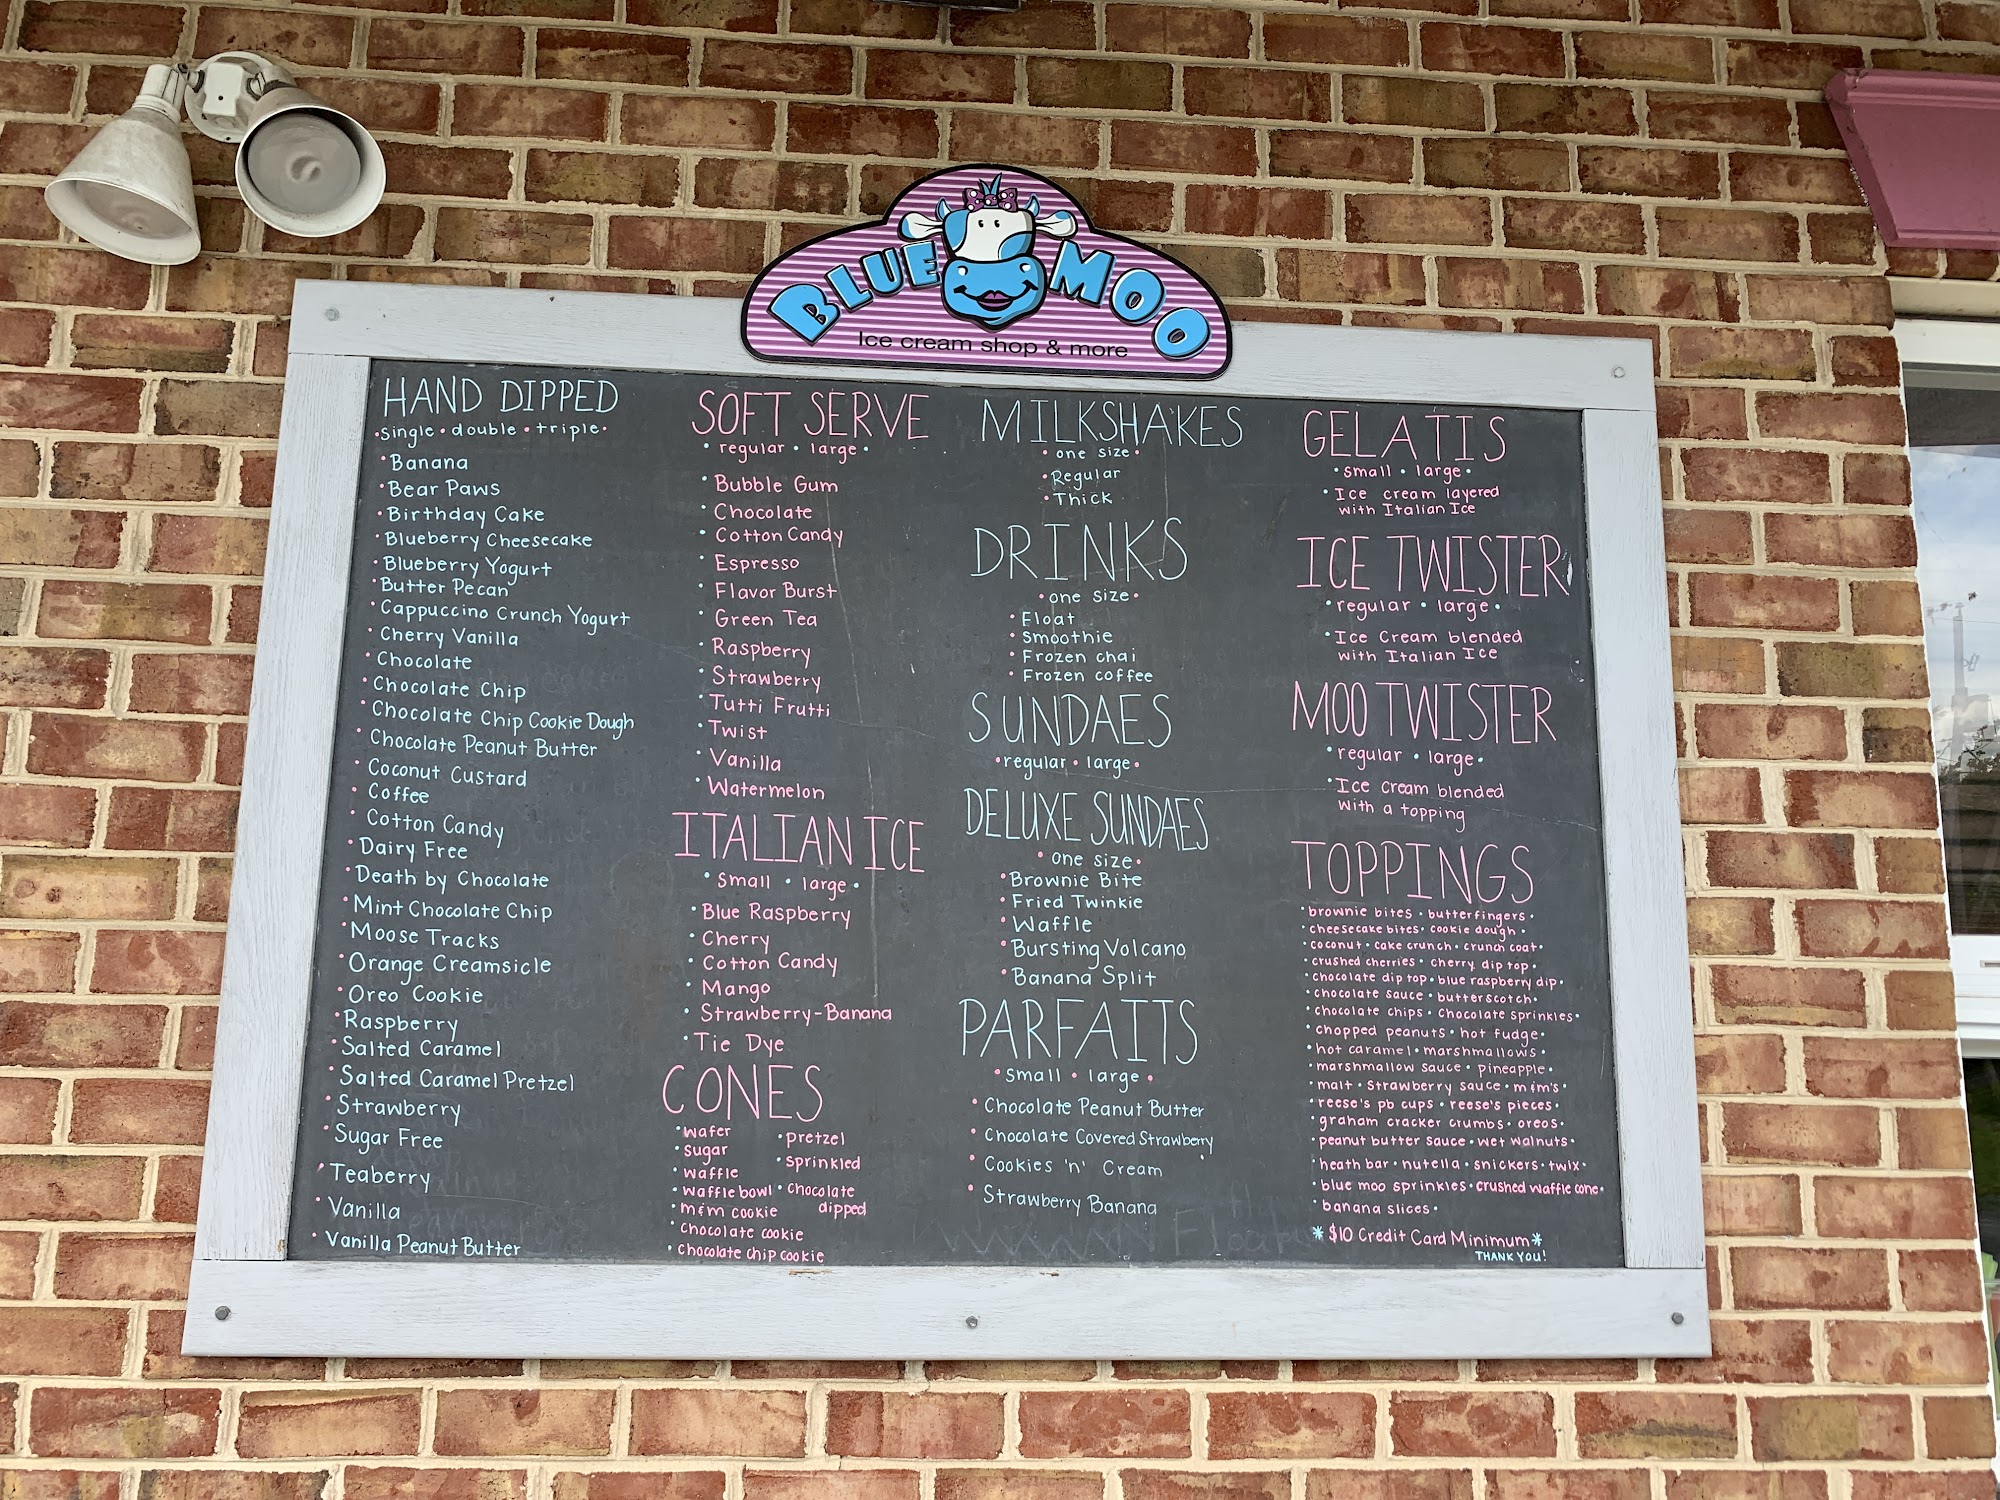 BLUE MOO
Ice cream shop & more
HAND DIPPED
•single • double • triple•
•Banana
•Bear Paws
•Birthday Cake
•Blueberry Cheesecake
•Blueberry Yogurt
•Butter Pecan
•Cappuccino Crunch Yogurt
•Cherry Vanilla
•Chocolate
•Chocolate Chip
•Chocolate Chip Cookie Dough
•Chocolate Peanut Butter
•Coconut Custard
•Coffee
•Cotton Candy
•Dairy Free
•Death by Chocolate
•Mint Chocolate Chip
•Moose Tracks
•Orange Creamsicle
•Oreo Cookie
•Raspberry
•Salted Caramel
•Salted Caramel Pretzel
•Strawberry
•Sugar Free
•Teaberry
•Vanilla
•Vanilla Peanut Butter
SOFT SERVE
•regular • large•
•Bubble Gum
•Chocolate
•Cotton Candy
•Espresso
•Flavor Burst
•Green Tea
•Raspberry
•Strawberry
•Tutti Frutti
•Twist
•Vanilla
•Watermelon
ITALIAN ICE
•Small • large•
•Blue Raspberry
•Cherry
•Cotton Candy
•Mango
•Strawberry-Banana
•Tie Dye
CONES
•wafer •pretzel
•sugar •sprinkled
•waffle
•waffle bowl •chocolate
•m&m cookie dipped
•chocolate cookie
•chocolate chip cookie
MILKSHAKES
•one size•
•Regular
•Thick
DRINKS
•one size•
•Float
•Smoothie
•Frozen chai
•Frozen coffee
SUNDAES
•regular • large•
DELUXE SUNDAES
•one size•
•Brownie Bite
•Fried Twinkie
•Waffle
•Bursting Volcano
•Banana Split
PARFAITS
•Small • large•
•Chocolate Peanut Butter
•Chocolate Covered Strawberry
•Cookies 'n' Cream
•Strawberry Banana
GELATIS
•small • large•
•Ice cream layered
with Italian Ice
ICE TWISTER
•regular • large•
•Ice Cream blended
with Italian Ice
MOO TWISTER
•regular • large•
•Ice cream blended
with a topping
TOPPINGS
•brownie bites • butterfingers•
•cheesecake bites• cookie dough•
•coconut• cake crunch• crunch coat•
•crushed cherries• cherry dip top•
•chocolate dip top• blue raspberry dip•
•chocolate sauce• butterscotch•
•chocolate chips• chocolate sprinkles•
•chopped peanuts• hot fudge•
•hot caramel• marshmallows•
•marshmallow sauce• pineapple•
•malt• strawberry sauce• m&m's•
•reese's pb cups• reese's pieces•
•graham cracker crumbs• oreos•
•peanut butter sauce• wet walnuts•
•heath bar• nutella• snickers• twix•
•blue moo sprinkles• crushed waffle cone•
•banana slices•
*$10 Credit Card Minimum*
THANK YOU!